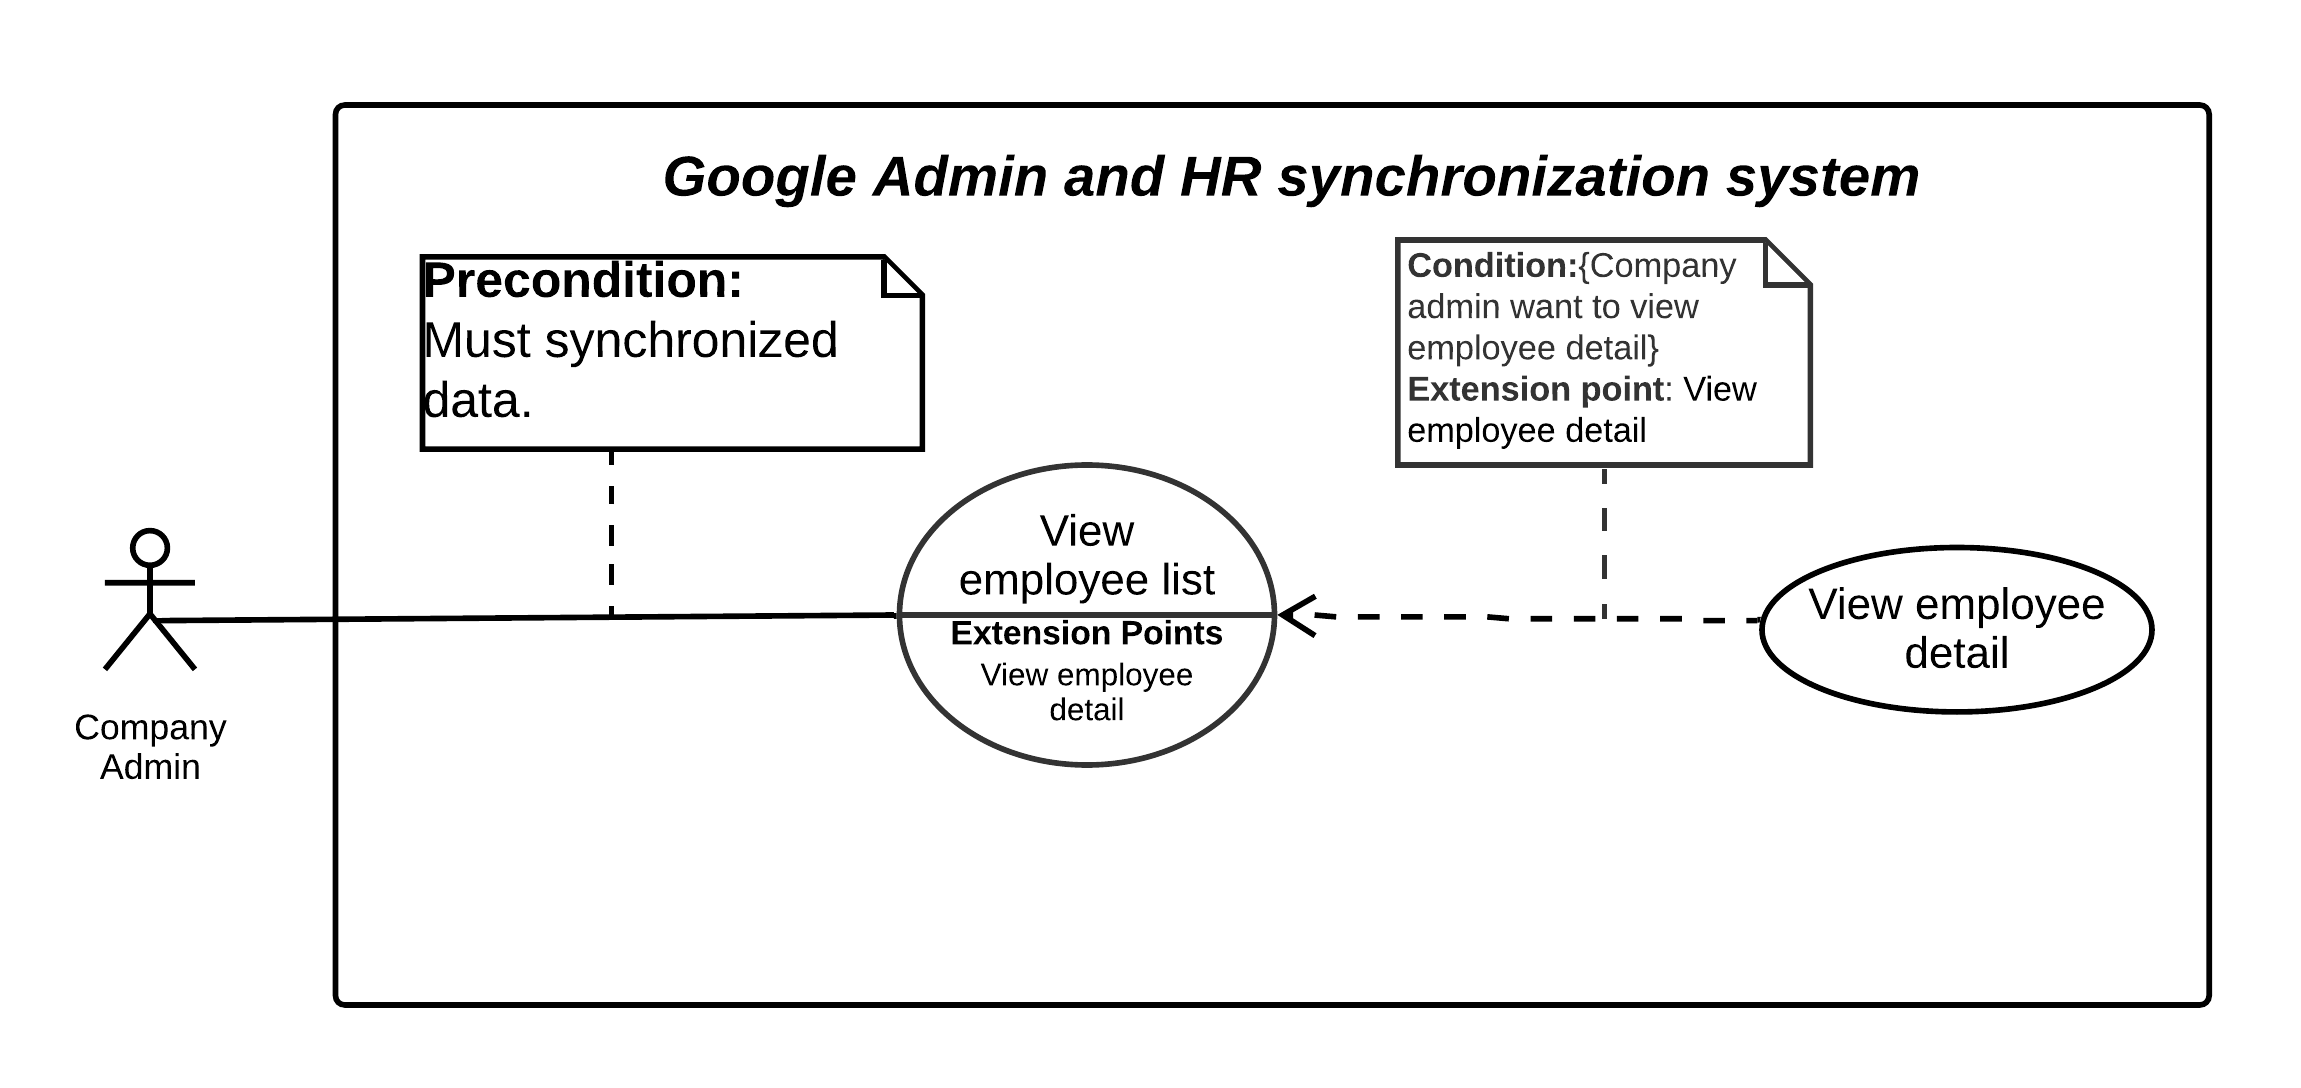 Google Admin and HR synchronization system
Precondition:
Must synchronized
data.
Condition:{Company
admin want to view
employee detail}
Extension point: View
employee detail
View
employee list
Extension Points
View employee
detail
View employee
detail
Company
Admin